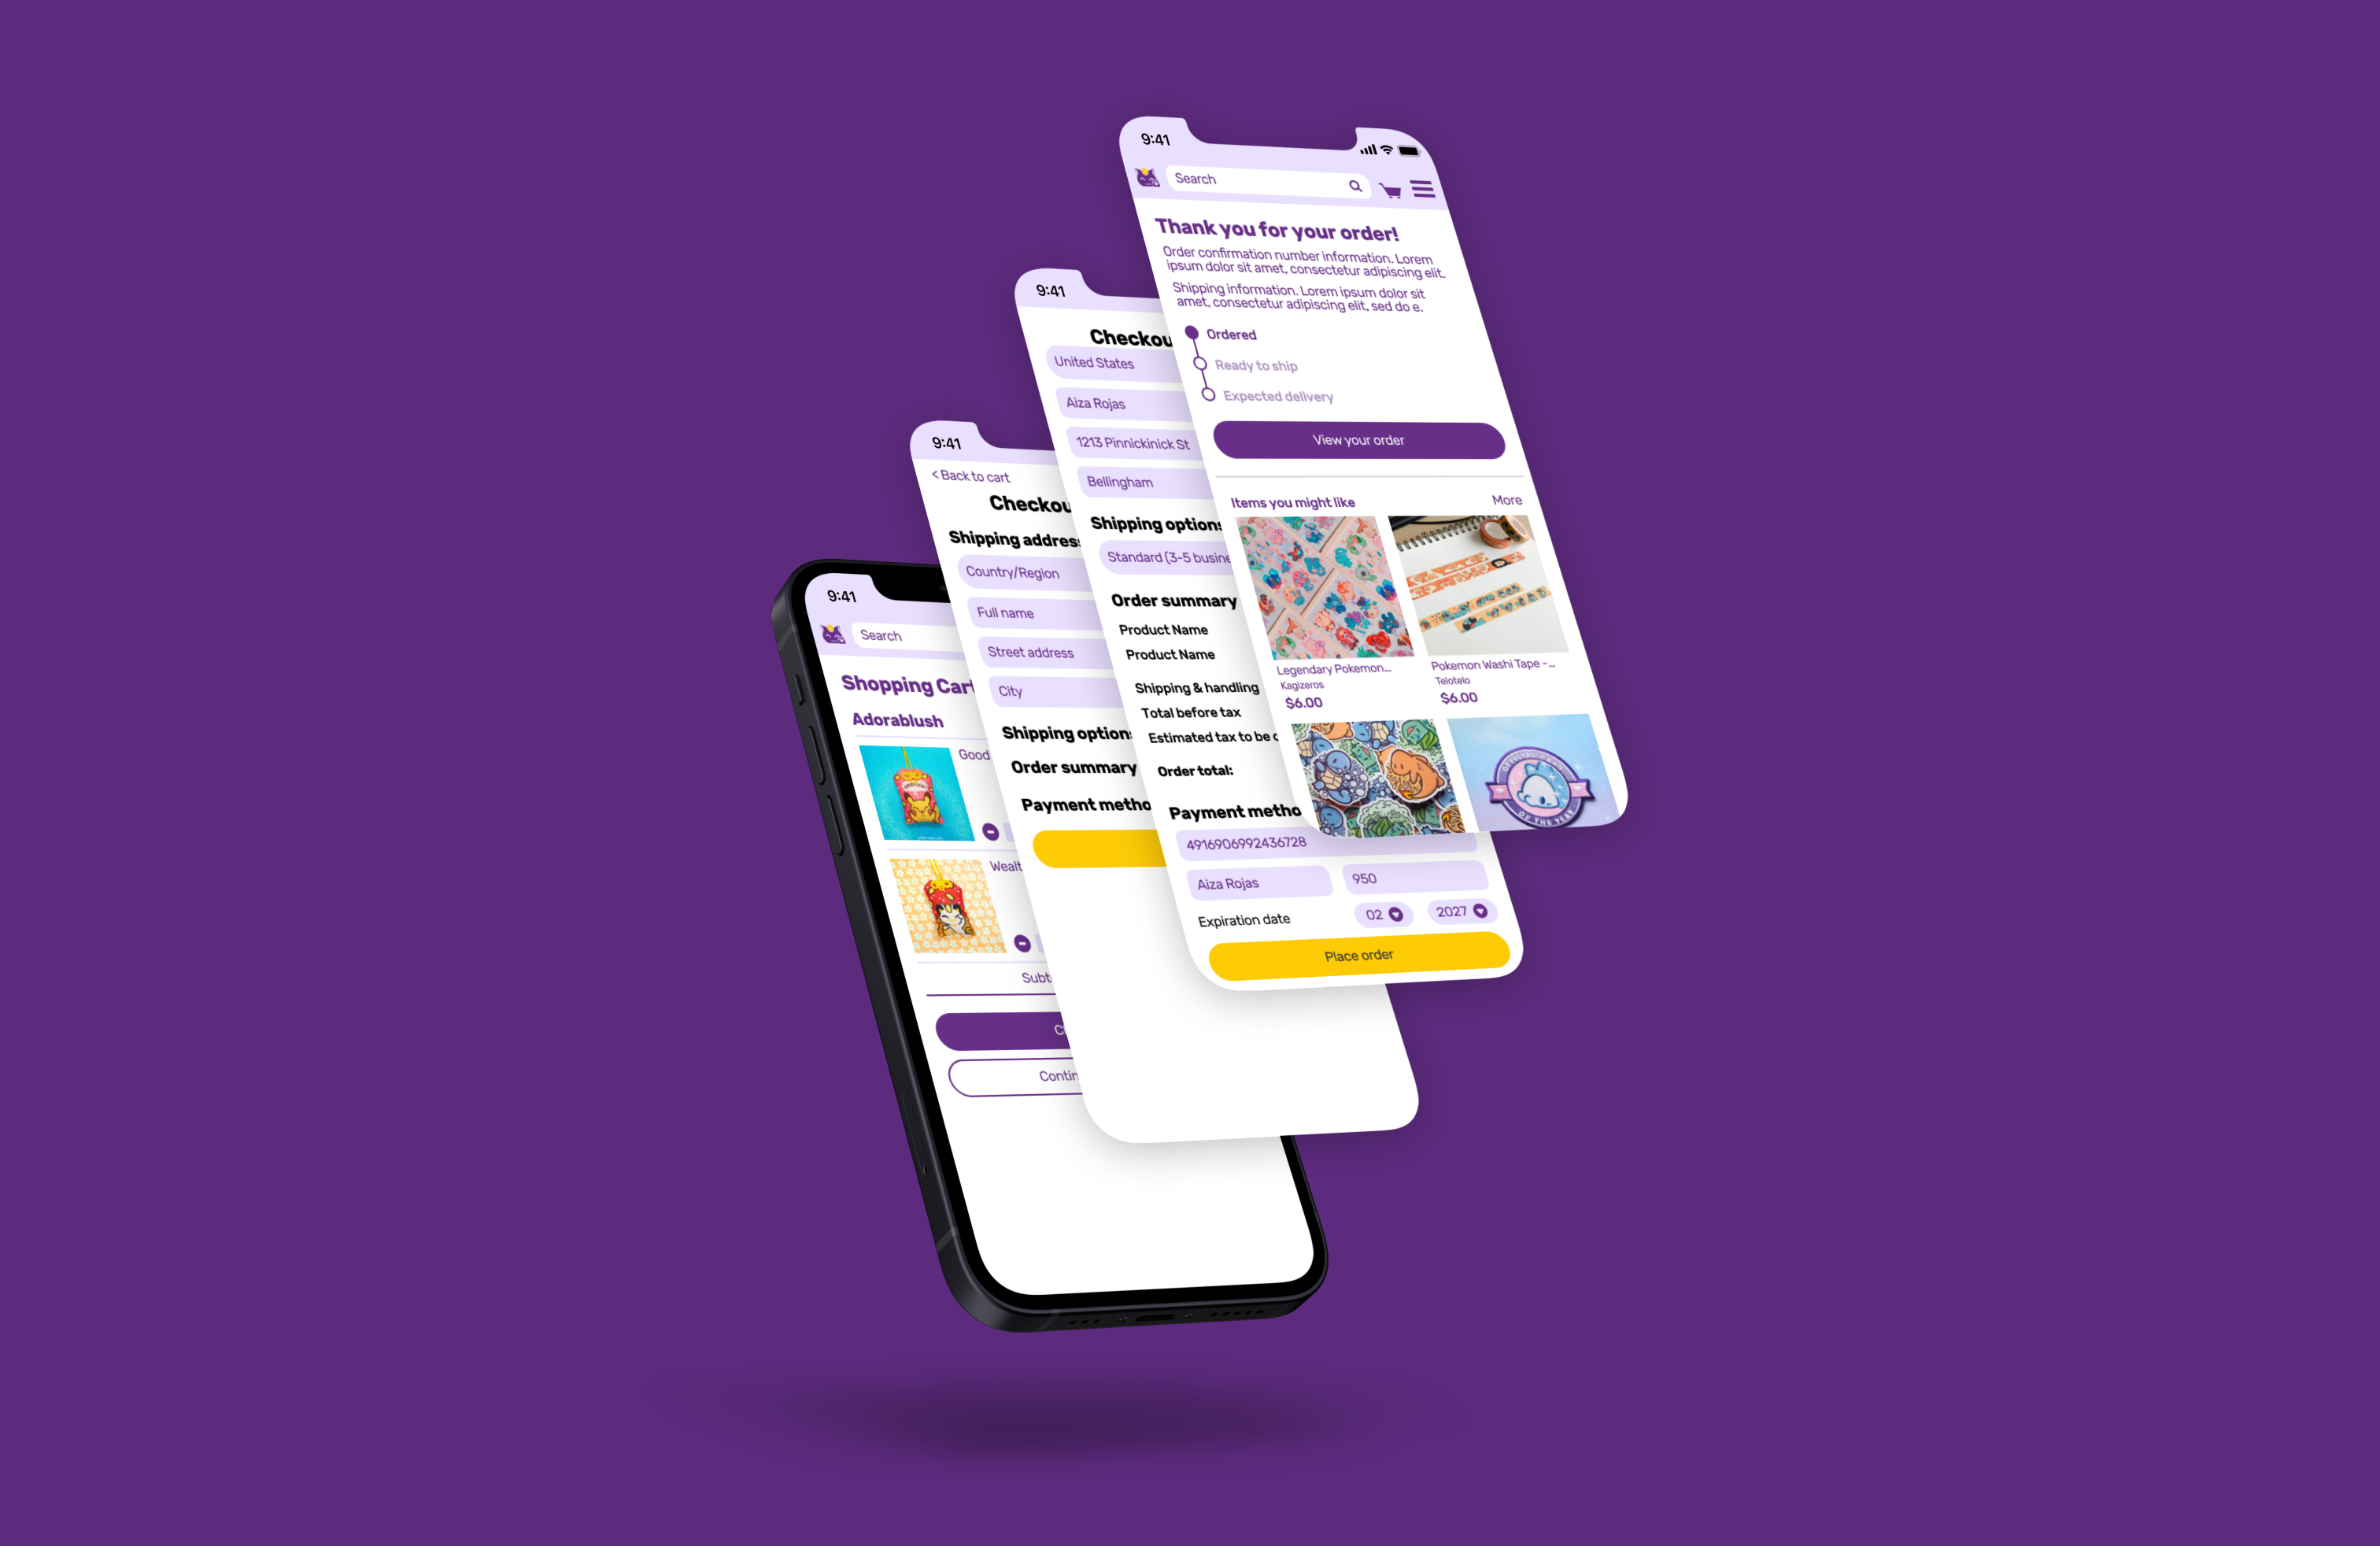 9:41
Search
Shopping Car
Adorablush
Good
Wealt
Subt
C
Contin
9:41
< Back to cart
Checkou
Shipping addres
Country/Region
Full name
Street address
City
Shipping option
Order summary
Payment metho
9:41
Checkou
United States
Aiza Rojas
1213 Pinnickinick St
Bellingham
Shipping options
Standard (3-5 busine
Order summary
Product Name
Product Name
Shipping & handling
Total before tax
Estimated tax to be c
Order total:
Payment metho
4916906992436728
Aiza Rojas
950
Expiration date
02
2027
Place order
9:41
Search
Thank you for your order!
Order confirmation number information. Lorem
ipsum dolor sit amet, consectetur adipiscing elit.
Shipping information. Lorem ipsum dolor sit
amet, consectetur adipiscing elit, sed do e.
Ordered
Ready to ship
Expected delivery
View your order
Items you might like
More
Legendary Pokemon...
Kagizeros
$6.00
Pokemon Washi Tape -...
Telotelo
$6.00
OF THE YEAR